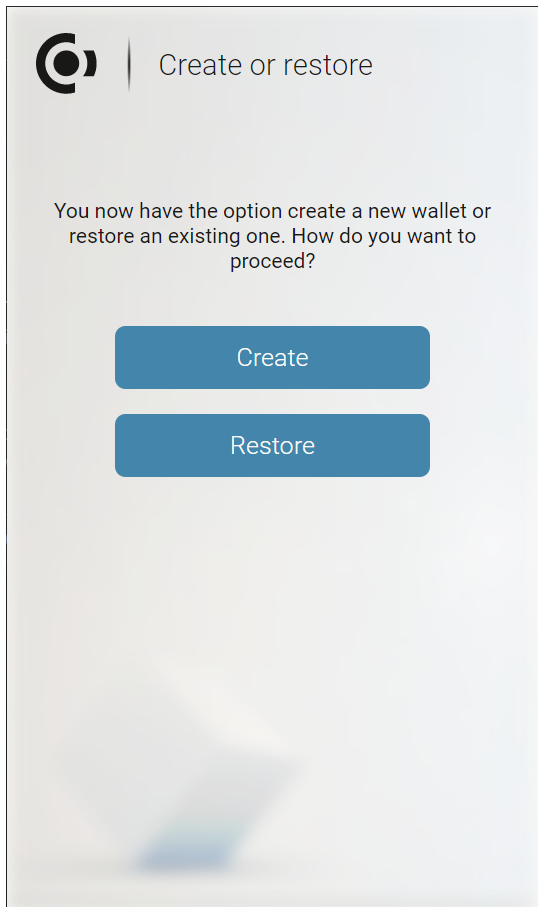 Create or restore
You now have the option create a new wallet or
restore an existing one. How do you want to
proceed?
Create
Restore